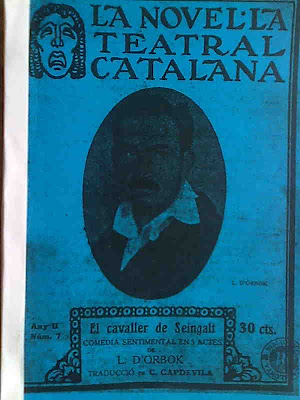 LA NOVEL·LA
TEATRAL
CATALANA
L. D'ORBOK
Any II
Núm. 7
El cavaller de Seingalt
30 cts.
COMÈDIA SENTIMENTAL EN 3 ACTES
DE
L. D'ORBOK
TRADUCCIÓ DE C. CAPDEVILA